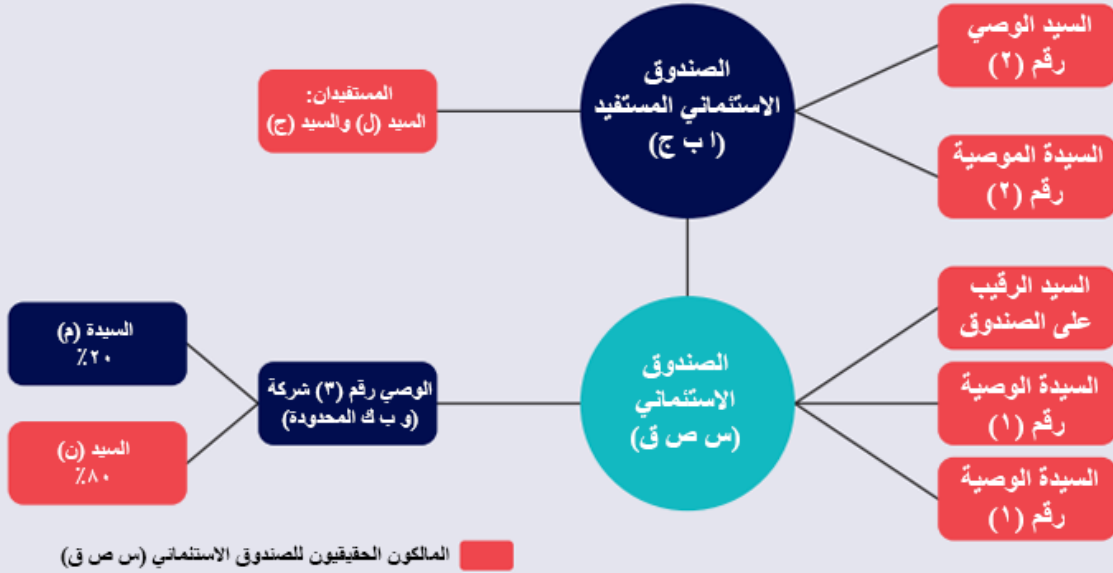 السيد الوصي
رقم (٢)
الصندوق
الاستئماني المستفيد
(ا ب ج)
المستفيدان:
السيد (ل) والسيد (ج)
السيدة الموصية
رقم (٢)
السيد الرقيب
على الصندوق
السيدة (م)
٢٠٪
الصندوق
الاستئماني
(س ص ق)
الوصي رقم (٣) شركة
(و ب ك المحدودة)
السيدة الوصية
رقم (١)
السيد (ن)
٨٠٪
السيدة الوصية
رقم (١)
المالكون الحقيقيون للصندوق الاستئماني (س ص ق)